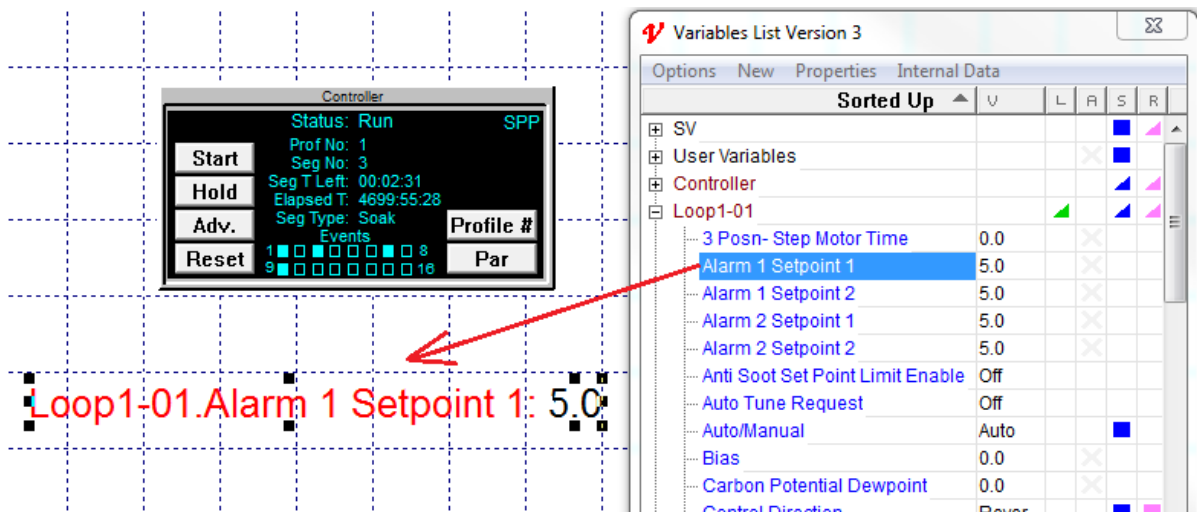 Controller
Status: Run SPP
Prof No: 1
Start
Seg No: 3
Seg T Left: 00:02:31
Hold
Elapsed T: 4699:55:28
Seg Type: Soak
Adv.
Profile #
Events
1 8
Reset
Par
9 16
Loop1-01.Alarm 1 Setpoint 1: 5.0
Variables List Version 3
Options New Properties Internal Data
Sorted Up V L A S R
SV
User Variables
Controller
Loop1-01
3 Posn- Step Motor Time 0.0
Alarm 1 Setpoint 1 5.0
Alarm 1 Setpoint 2 5.0
Alarm 2 Setpoint 1 5.0
Alarm 2 Setpoint 2 5.0
Anti Soot Set Point Limit Enable Off
Auto Tune Request Off
Auto/Manual Auto
Bias 0.0
Carbon Potential Dewpoint 0.0
Control Direction Rever